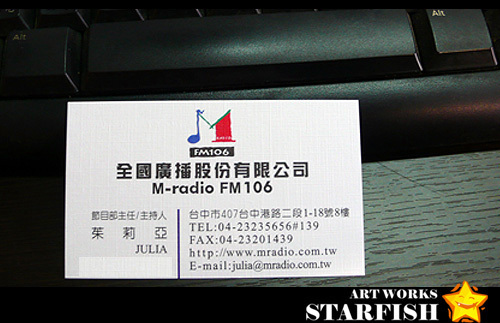 Alt
Alt
FM106
全國廣播股份有限公司
M-radio FM106
節目部主任/主持人
茱莉亞
JULIA
台中市407台中港路二段1-18號8樓
TEL:04-23235656#139
FAX:04-23201439
http://www.mradio.com.tw
E-mail:julia@mradio.com.tw
ART WORKS
STARFISH